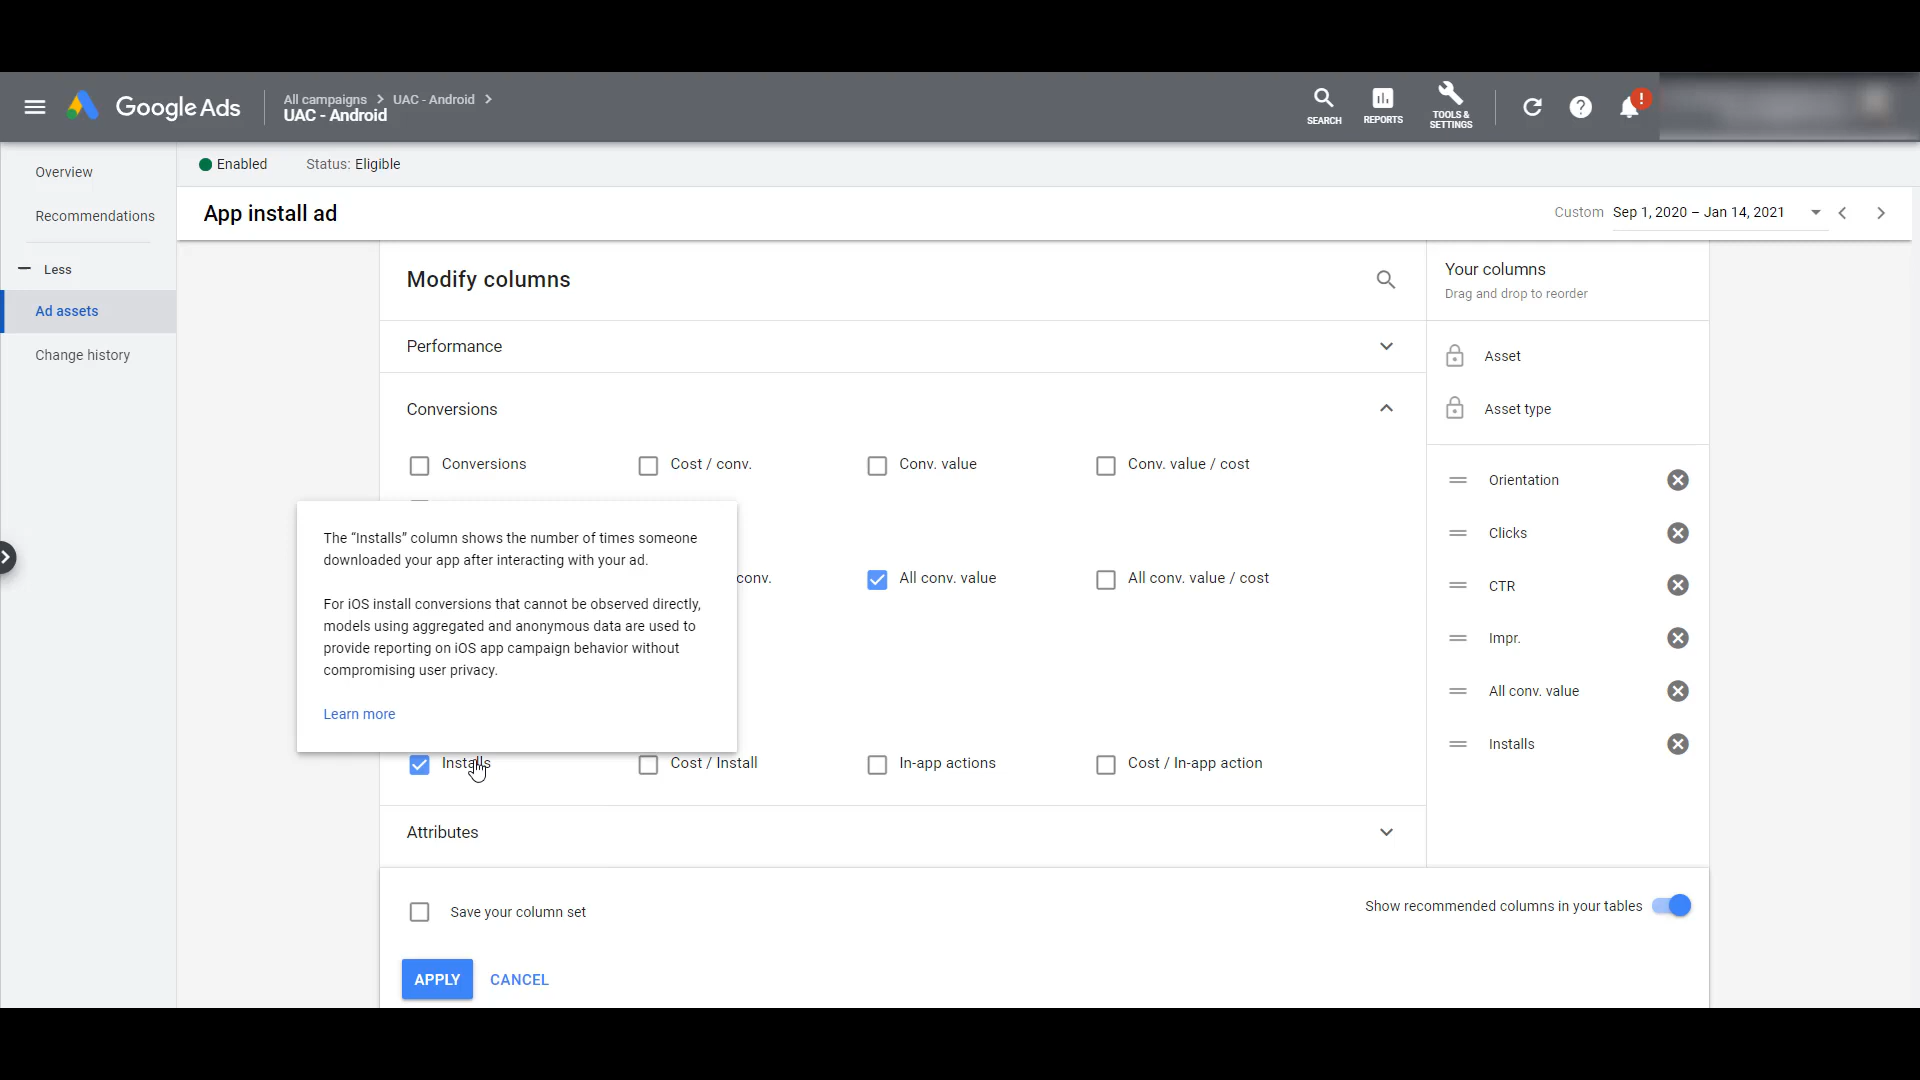 Google Ads
All campaigns > UAC - Android >
UAC - Android
SEARCH
REPORTS
TOOLS &
SETTINGS
!
Overview
Recommendations
Less
Ad assets
Change history
Enabled
Status: Eligible
App install ad
Custom Sep 1, 2020 – Jan 14, 2021
Modify columns
Performance
Conversions
Conversions
Cost / conv.
Conv. value
Conv. value / cost
The “Installs” column shows the number of times someone
downloaded your app after interacting with your ad.
For iOS install conversions that cannot be observed directly,
models using aggregated and anonymous data are used to
provide reporting on iOS app campaign behavior without
compromising user privacy.
Learn more
conv.
All conv. value
All conv. value / cost
Installs
Cost / Install
In-app actions
Cost / In-app action
Attributes
Your columns
Drag and drop to reorder
Asset
Asset type
Orientation
Clicks
CTR
Impr.
All conv. value
Installs
Save your column set
Show recommended columns in your tables
APPLY
CANCEL